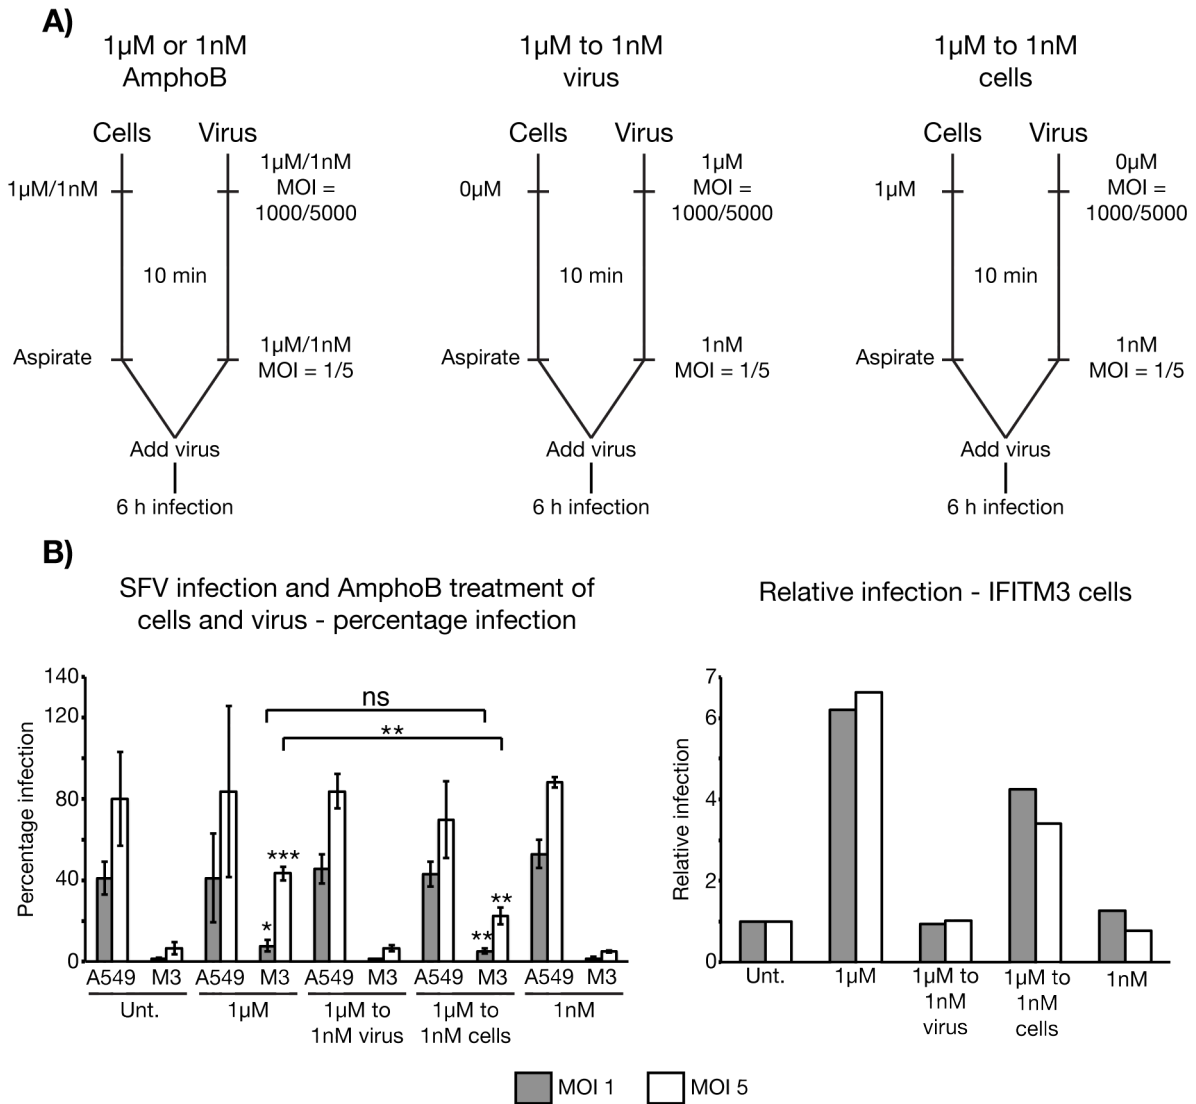 A)
1µM or 1nM
AmphoB
Cells
Virus
1µM/1nM
1µM/1nM
MOI =
1000/5000
10 min
Aspirate
1µM/1nM
MOI = 1/5
Add virus
6 h infection
1µM to 1nM
virus
Cells
Virus
0µM
1µM
MOI =
1000/5000
10 min
Aspirate
1nM
MOI = 1/5
Add virus
6 h infection
1µM to 1nM
cells
Cells
Virus
1µM
0µM
MOI =
1000/5000
10 min
Aspirate
1nM
MOI = 1/5
Add virus
6 h infection
B)
SFV infection and AmphoB treatment of
cells and virus - percentage infection
Percentage infection
140
120
80
40
0
ns
**
***
*
**
**
A549 M3 A549 M3 A549 M3 A549 M3 A549 M3
Unt.
1µM
1µM to
1nM virus
1µM to
1nM cells
1nM
Relative infection - IFITM3 cells
Relative infection
7
6
4
2
0
Unt.
1µM
1µM to
1nM
virus
1µM to
1nM
cells
1nM
MOI 1
MOI 5